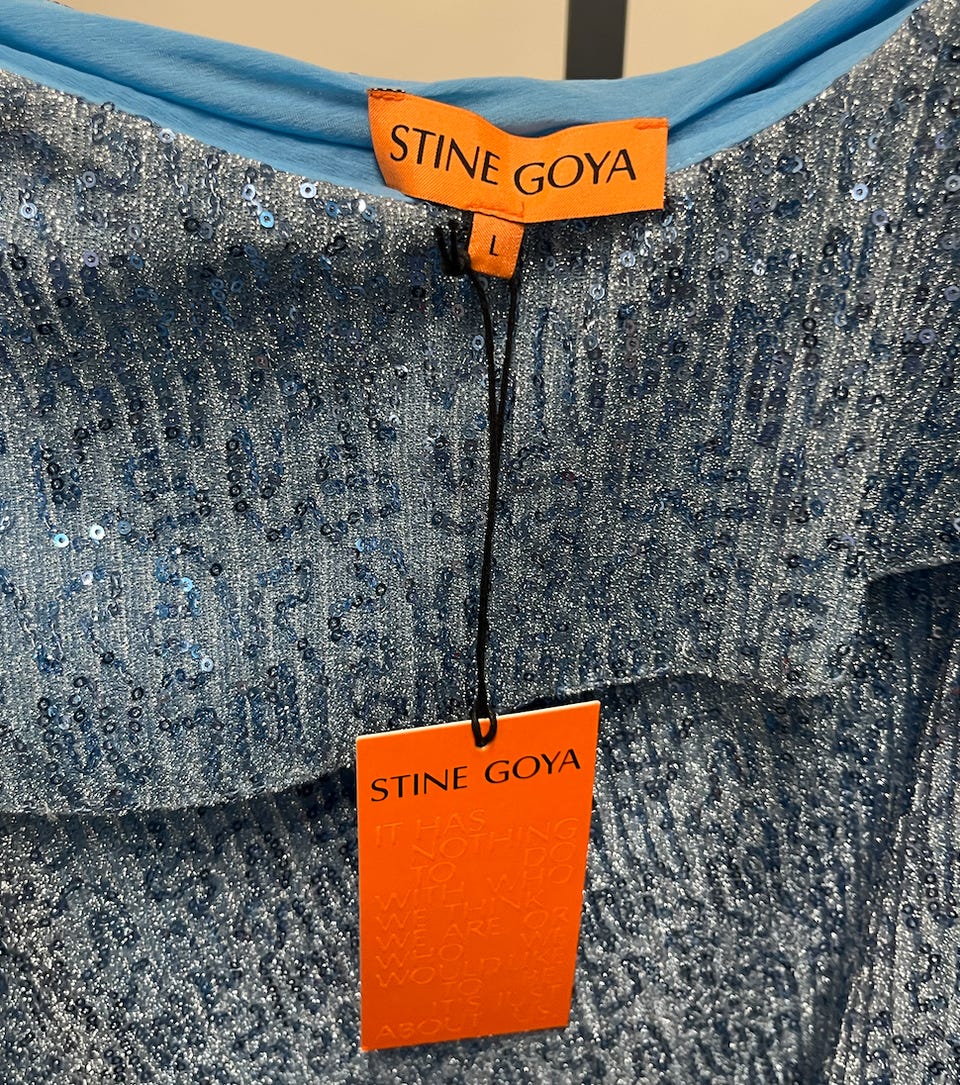 STINE GOYA
L
STINE GOYA
IT HAS
NOTHING
TO DO
WITH WHO
WE THINK
WE ARE OR
WHO WE
WOULD LIKE
TO BE
IT'S JUST
ABOUT US